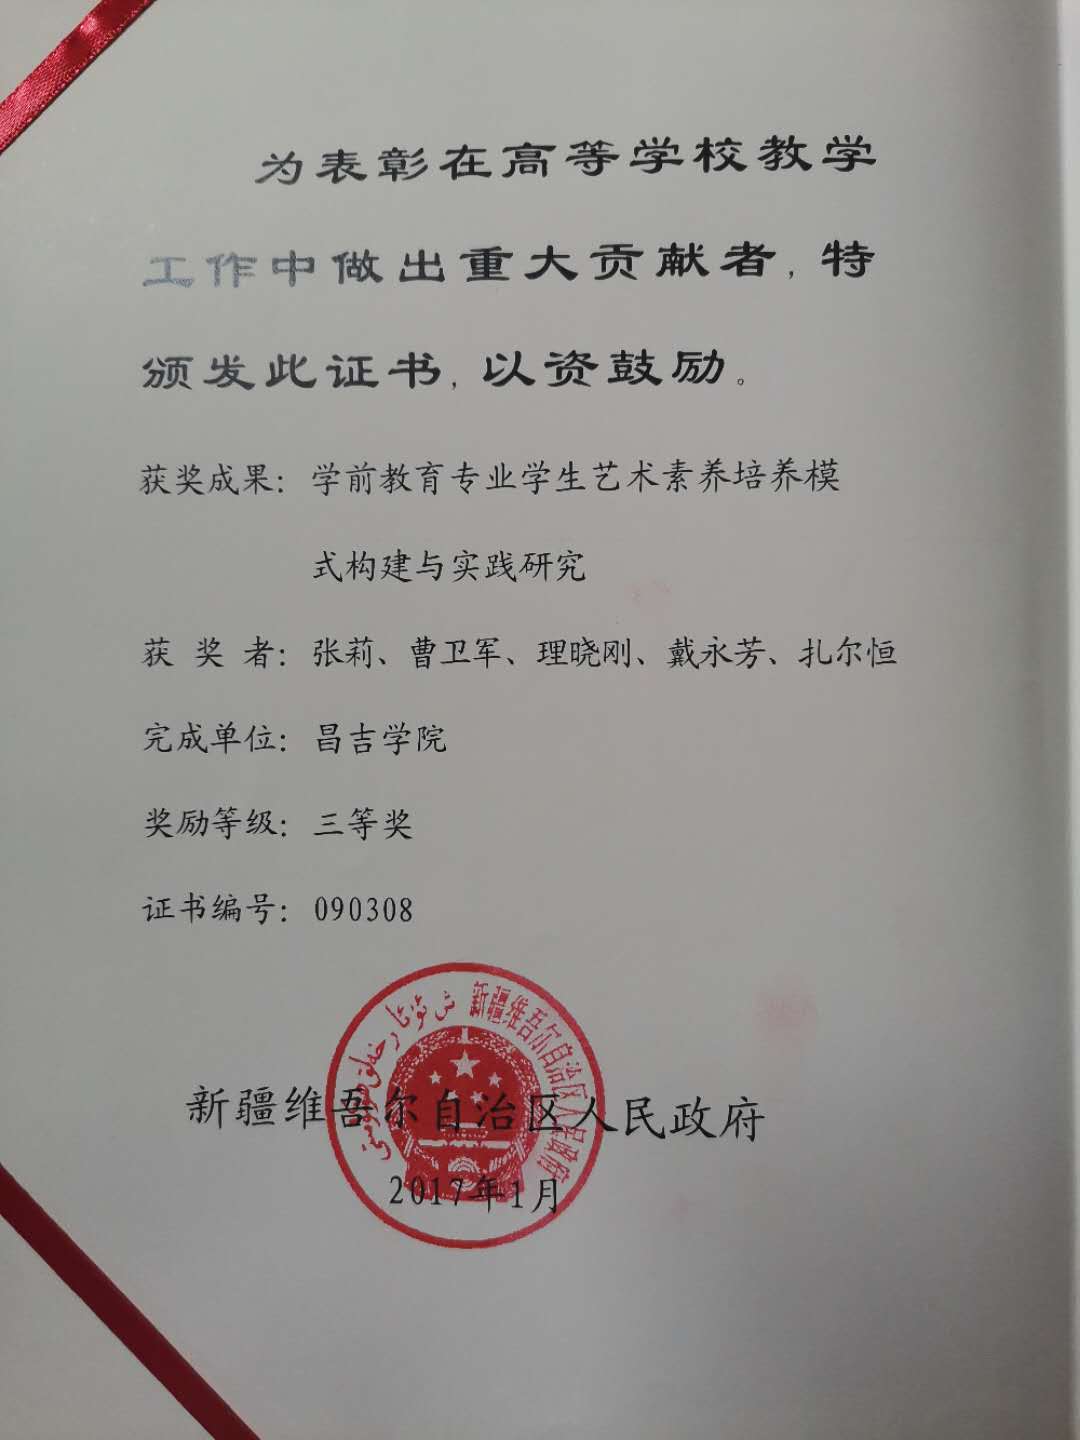 为表彰在高等学校教学
工作中做出重大贡献者，特
颁发此证书，以资鼓励。
获奖成果：学前教育专业学生艺术素养培养模
式构建与实践研究
获奖者：张莉、曹卫军、理晓刚、戴永芳、扎尔恒
完成单位：昌吉学院
奖励等级：三等奖
证书编号：090308
新疆维吾尔自治区人民政府
新疆维吾尔自治区人民政府
2017年1月